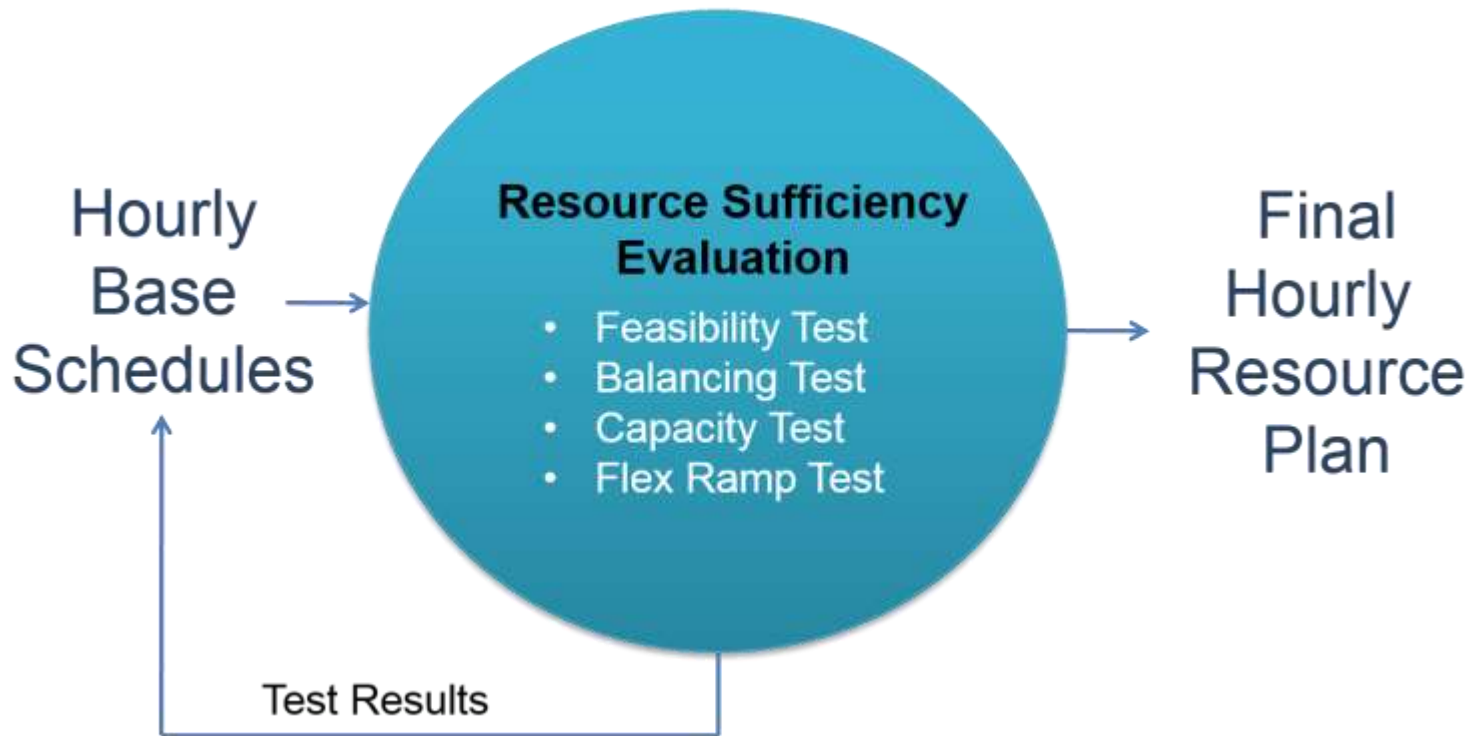 Hourly
Base
Schedules
Resource Sufficiency
Evaluation
• Feasibility Test
• Balancing Test
• Capacity Test
• Flex Ramp Test
Final
Hourly
Resource
Plan
Test Results